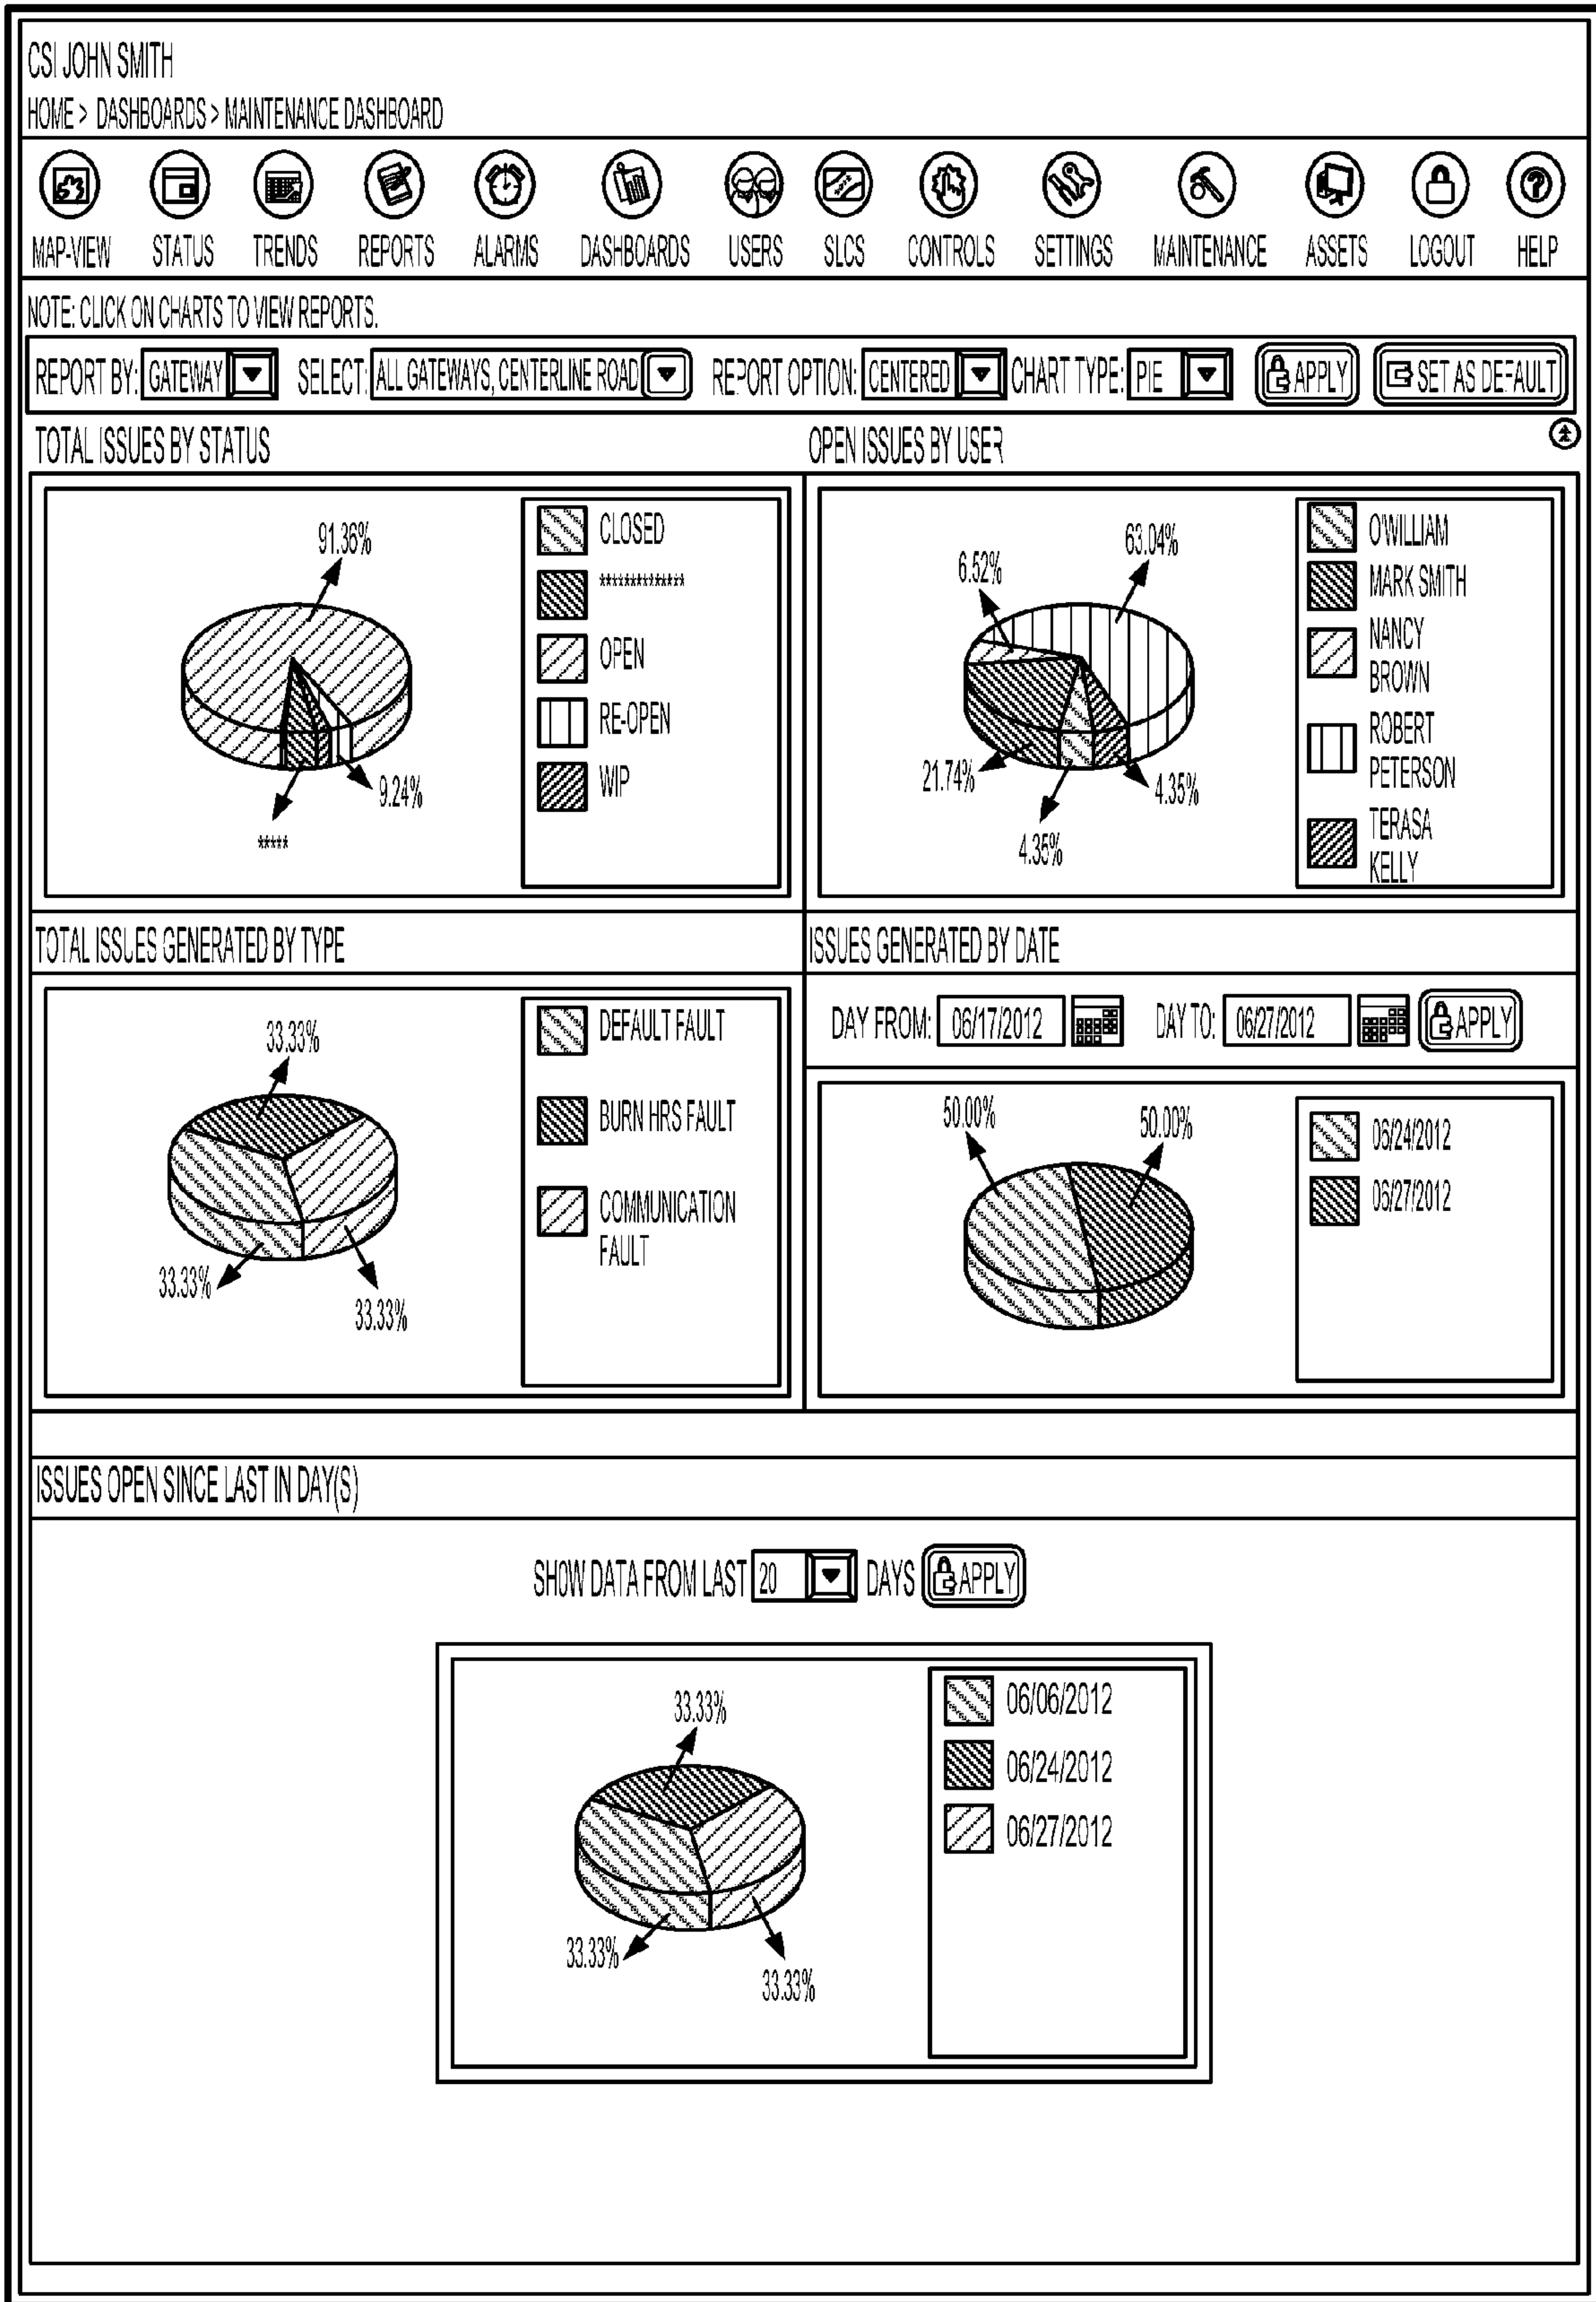 CSI JOHN SMITH
HOME > DASHBOARDS > MAINTENANCE DASHBOARD
MAP-VIEW STATUS TRENDS REPORTS ALARMS DASHBOARDS USERS SLCS CONTROLS SETTINGS MAINTENANCE ASSETS LOGOUT HELP
NOTE: CLICK ON CHARTS TO VIEW REPORTS.
REPORT BY: GATEWAY SELECT: ALL GATEWAYS, CENTERLINE ROAD REPORT OPTION: CENTERED CHART TYPE: PIE APPLY SET AS DEFAULT
TOTAL ISSUES BY STATUS
91.36%
9.24%
*****
CLOSED
**************
OPEN
RE-OPEN
WIP
OPEN ISSUES BY USER
63.04%
6.52%
21.74%
4.35%
4.35%
O'WILLIAM
MARK SMITH
NANCY
BROWN
ROBERT
PETERSON
TERASA
KELLY
TOTAL ISSUES GENERATED BY TYPE
33.33%
33.33%
33.33%
DEFAULT FAULT
BURN HRS FAULT
COMMUNICATION
FAULT
ISSUES GENERATED BY DATE
DAY FROM: 06/17/2012 DAY TO: 06/27/2012 APPLY
50.00%
50.00%
06/24/2012
06/27/2012
ISSUES OPEN SINCE LAST IN DAY(S)
SHOW DATA FROM LAST 20 DAYS APPLY
33.33%
33.33%
33.33%
06/06/2012
06/24/2012
06/27/2012